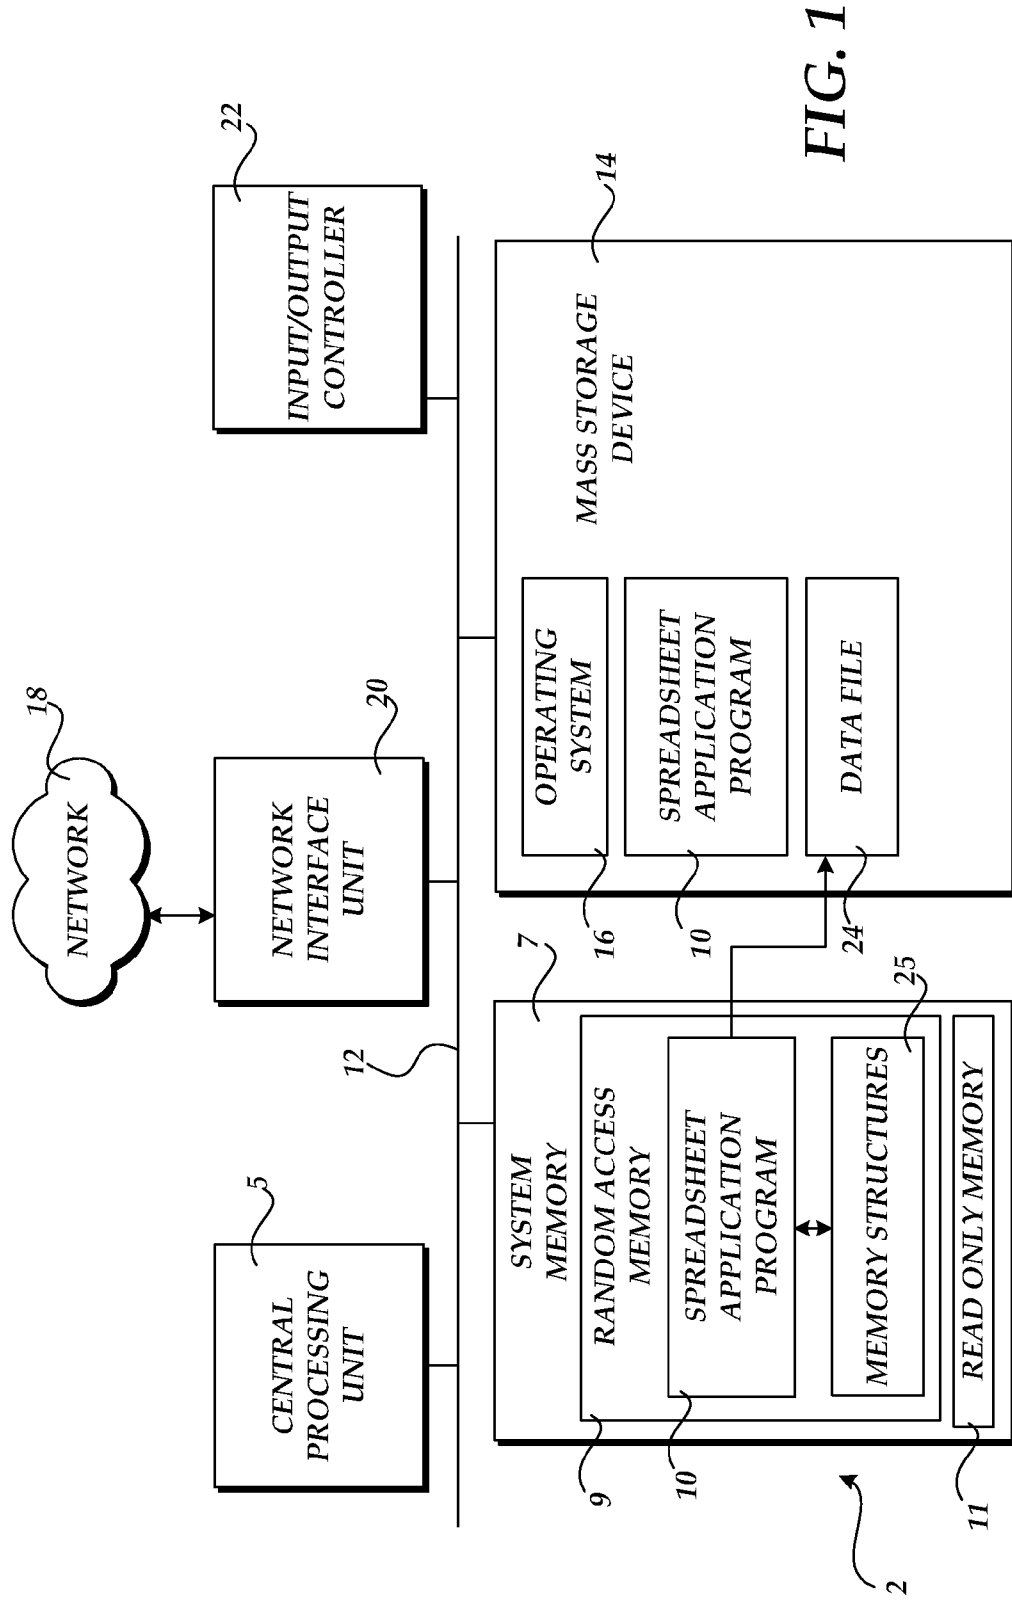 18
NETWORK
5
CENTRAL
PROCESSING
UNIT
20
NETWORK
INTERFACE
UNIT
22
INPUT/OUTPUT
CONTROLLER
12
7
SYSTEM
MEMORY
9
RANDOM ACCESS
MEMORY
10
SPREADSHEET
APPLICATION
PROGRAM
25
MEMORY STRUCTURES
11
READ ONLY MEMORY
14
MASS STORAGE
DEVICE
16
OPERATING
SYSTEM
10
SPREADSHEET
APPLICATION
PROGRAM
24
DATA FILE
2
FIG. 1